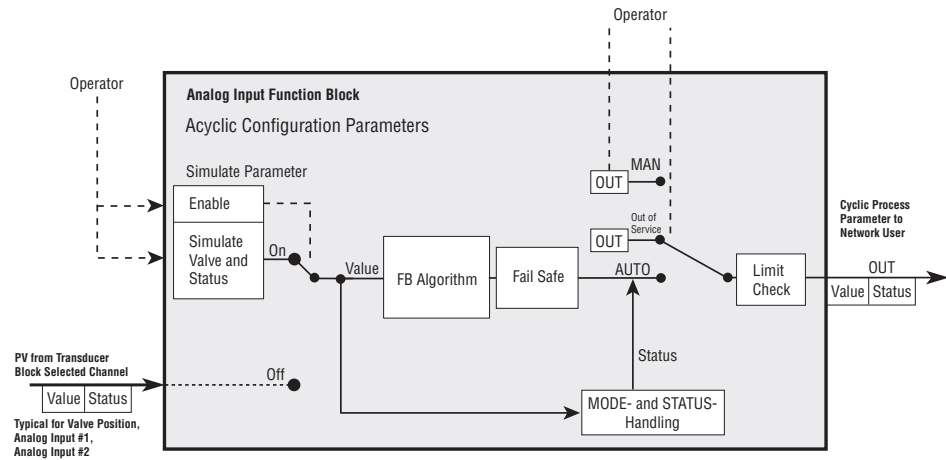 Operator
Operator
Analog Input Function Block
Acyclic Configuration Parameters
Simulate Parameter
Enable
Simulate
Valve and
Status
On
Value
FB Algorithm
Fail Safe
OUT
MAN
Out of
Service
OUT
AUTO
Limit
Check
Cyclic Process
Parameter to
Network User
OUT
Value Status
Status
MODE- and STATUS-
Handling
Off
PV from Transducer
Block Selected Channel
Value Status
Typical for Valve Position,
Analog Input #1,
Analog Input #2